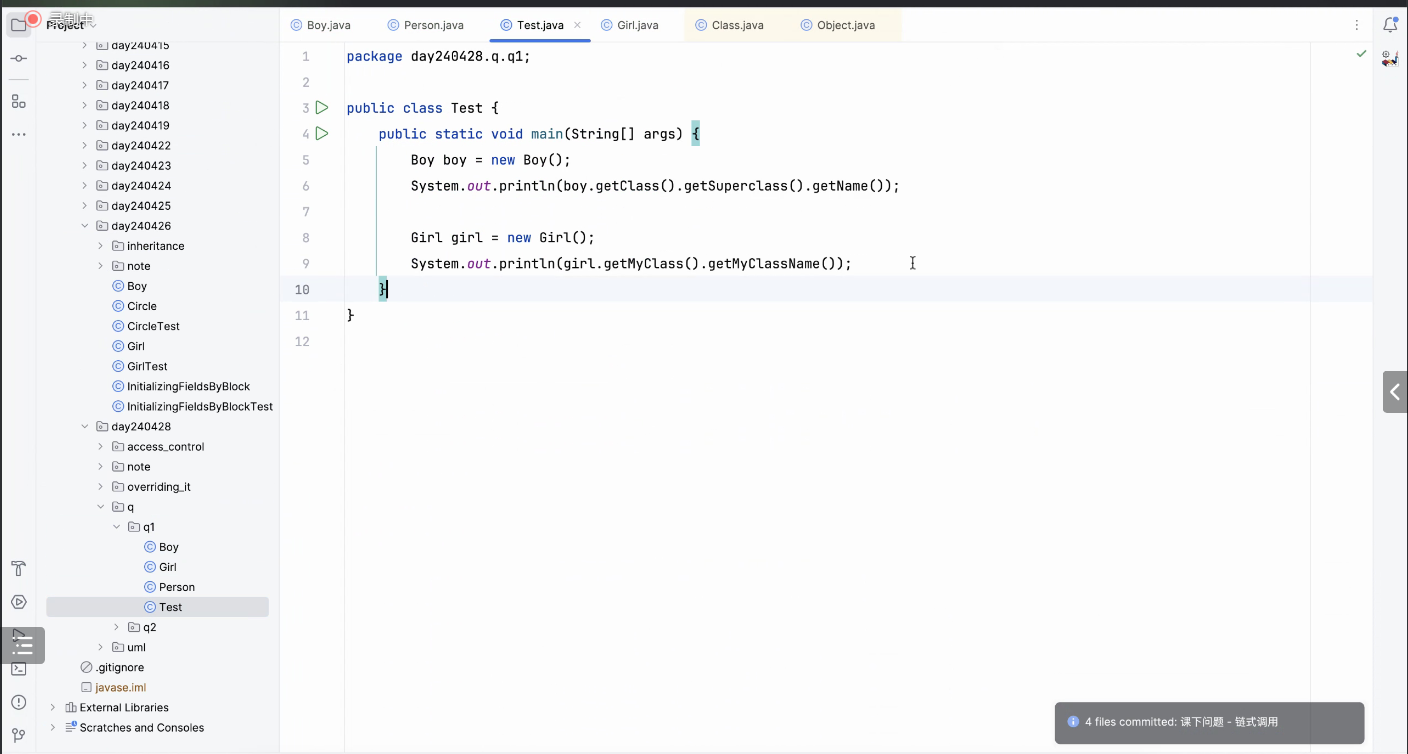 录制中
Project
Boy.java
Person.java
Test.java
Girl.java
Class.java
Object.java
day240415
day240416
day240417
day240418
day240419
day240422
day240423
day240424
day240425
day240426
inheritance
note
Boy
Circle
CircleTest
Girl
GirlTest
InitializingFieldsByBlock
InitializingFieldsByBlockTest
day240428
access_control
note
overriding_it
q
q1
Boy
Girl
Person
Test
q2
uml
.gitignore
javase.iml
External Libraries
Scratches and Consoles
1 package day240428.q.q1;
2
3 public class Test {
4 public static void main(String[] args) {
5 Boy boy = new Boy();
6 System.out.println(boy.getClass().getSuperclass().getName());
7
8 Girl girl = new Girl();
9 System.out.println(girl.getMyClass().getMyClassName());
10 }
11 }
12
4 files committed: 课下问题 - 链式调用